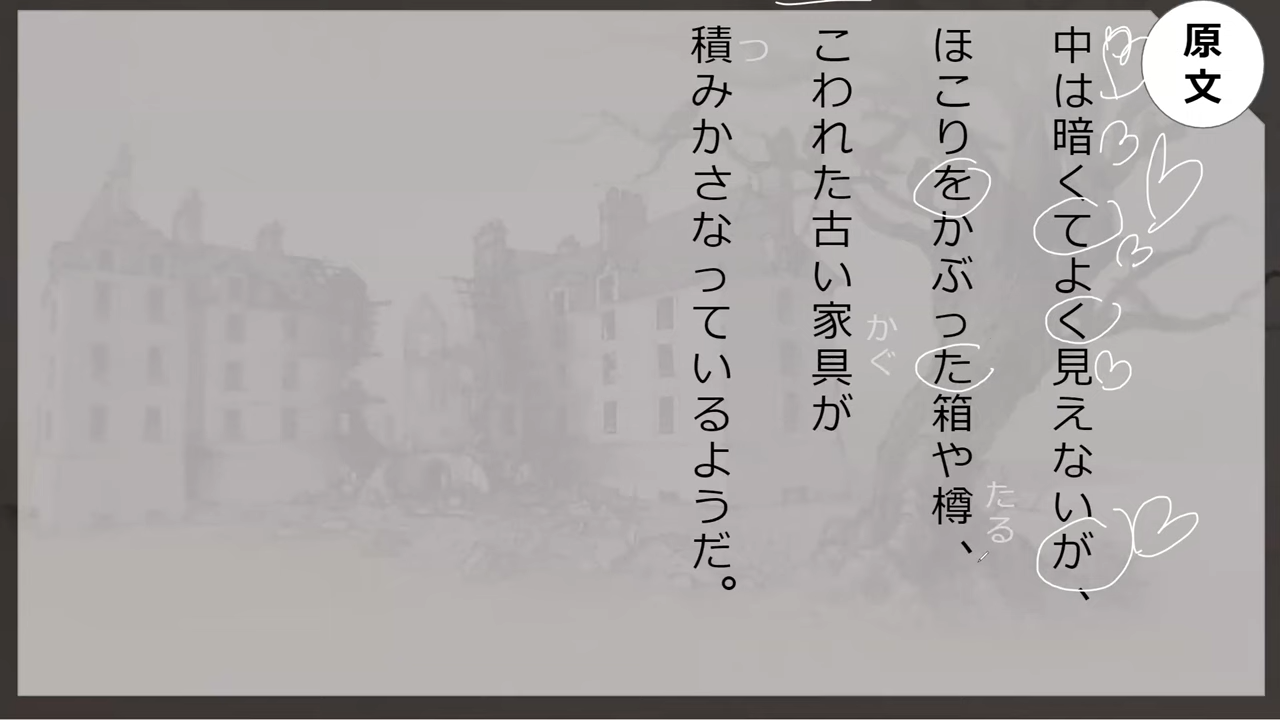 原文
中は暗くてよく見えないが、
ほこりをかぶった箱や樽、
たる
こわれた古い家具が
かぐ
積みかさなっているようだ。
つ